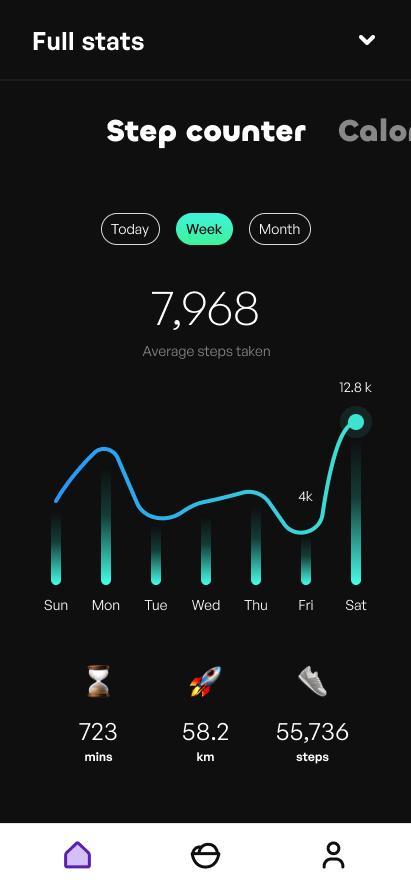 Full stats
Step counter Calor
Today Week Month
7,968
Average steps taken
12.8 k
4k
Sun Mon Tue Wed Thu Fri Sat
723 58.2 55,736
mins km steps